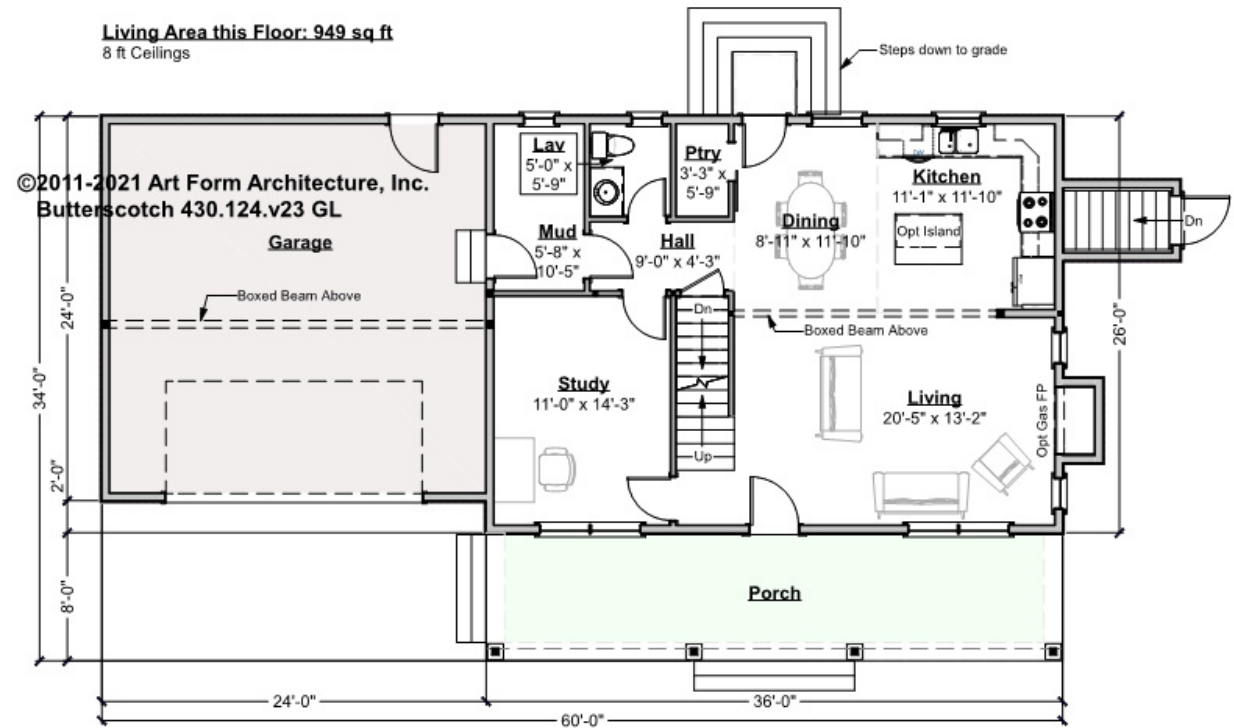 Living Area this Floor: 949 sq ft
8 ft Ceilings
Steps down to grade
©2011-2021 Art Form Architecture, Inc.
Butterscotch 430.124.v23 GL
Garage
Boxed Beam Above
Lav
5'-0" x
5'-9"
Ptry
3'-3" x
5'-9"
Mud
5'-8" x
10'-5"
Hall
9'-0" x 4'-3"
Dining
8'-11" x 11'-10"
DW
Kitchen
11'-1" x 11'-10"
Opt Island
Dn
Dn
Boxed Beam Above
Study
11'-0" x 14'-3"
Up
Living
20'-5" x 13'-2"
Opt Gas FP
Porch
34'-0"
24'-0"
2'-0"
8'-0"
26'-0"
24'-0"
36'-0"
60'-0"